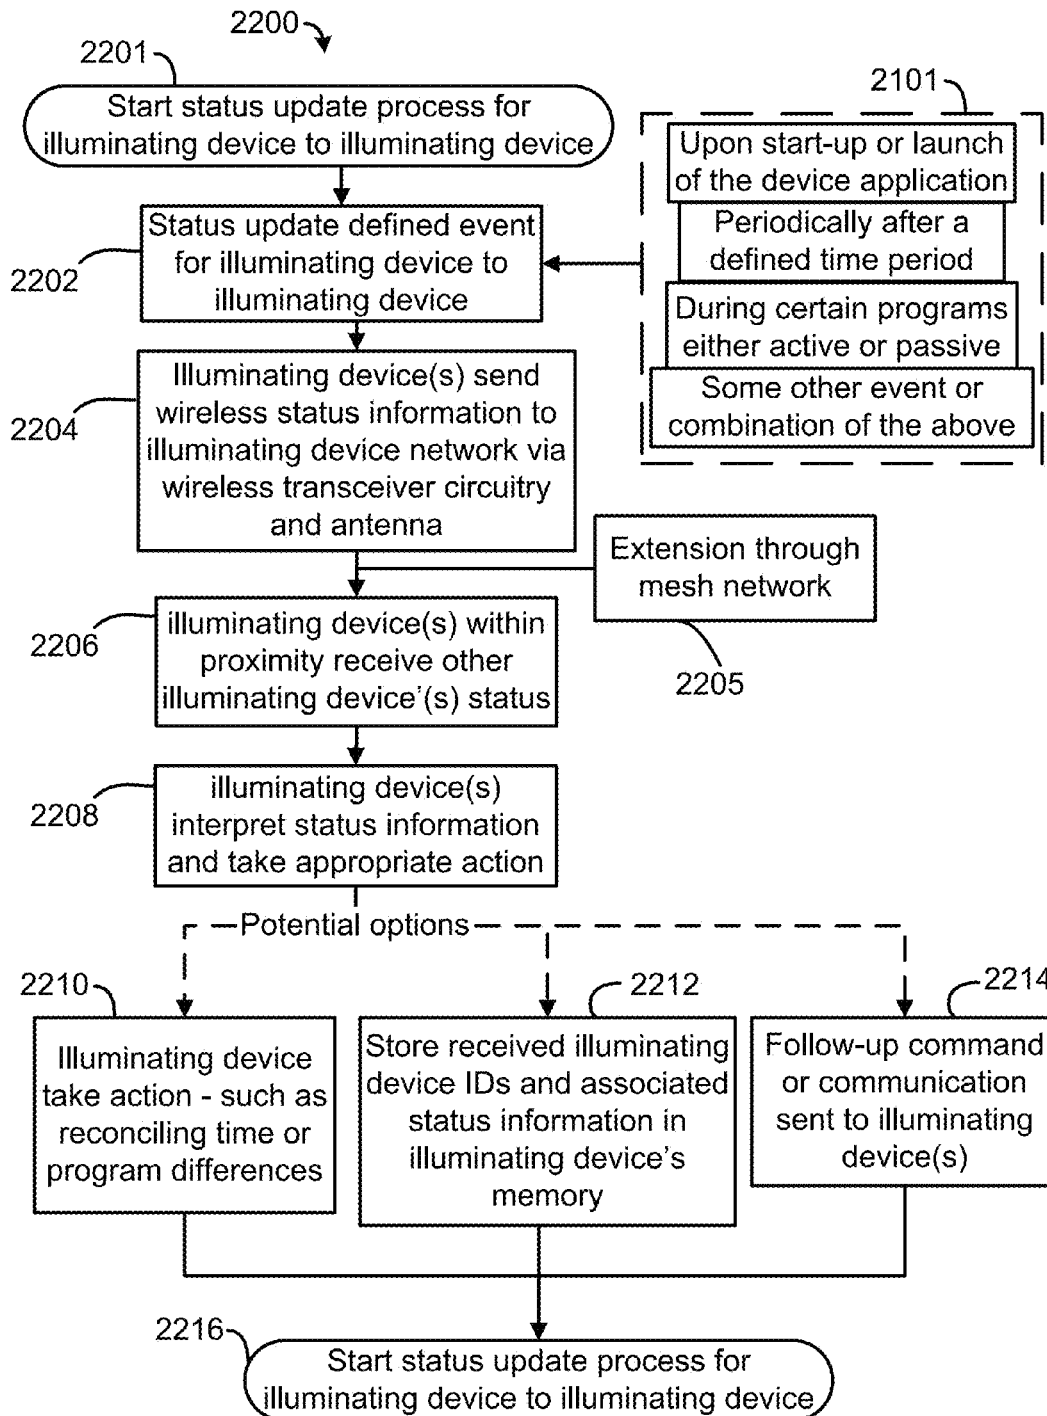 2200
2201
Start status update process for
illuminating device to illuminating device
2101
Upon start-up or launch
of the device application
Periodically after a
defined time period
During certain programs
either active or passive
Some other event or
combination of the above
Status update defined event
for illuminating device to
illuminating device
2202
Illuminating device(s) send
wireless status information to
illuminating device network via
wireless transceiver circuitry
and antenna
2204
Extension through
mesh network
2205
illuminating device(s) within
proximity receive other
illuminating device'(s) status
2206
illuminating device(s)
interpret status information
and take appropriate action
2208
Potential options
2210
Illuminating device
take action - such as
reconciling time or
program differences
2212
Store received illuminating
device IDs and associated
status information in
illuminating device's
memory
2214
Follow-up command
or communication
sent to illuminating
device(s)
2216
Start status update process for
illuminating device to illuminating device